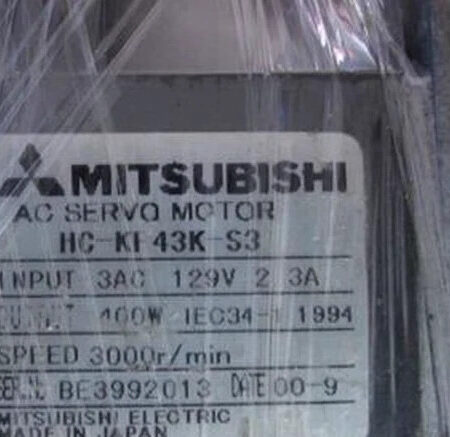 MITSUBISHI
AC SERVO MOTOR
HC-KF43K-S3
INPUT 3AC 129V 2.3A
400W IEC34-1 1994
SPEED 3000r/min
SER.N. BE3992013 DATE 00-9
MITSUBISHI ELECTRIC
MADE IN JAPAN